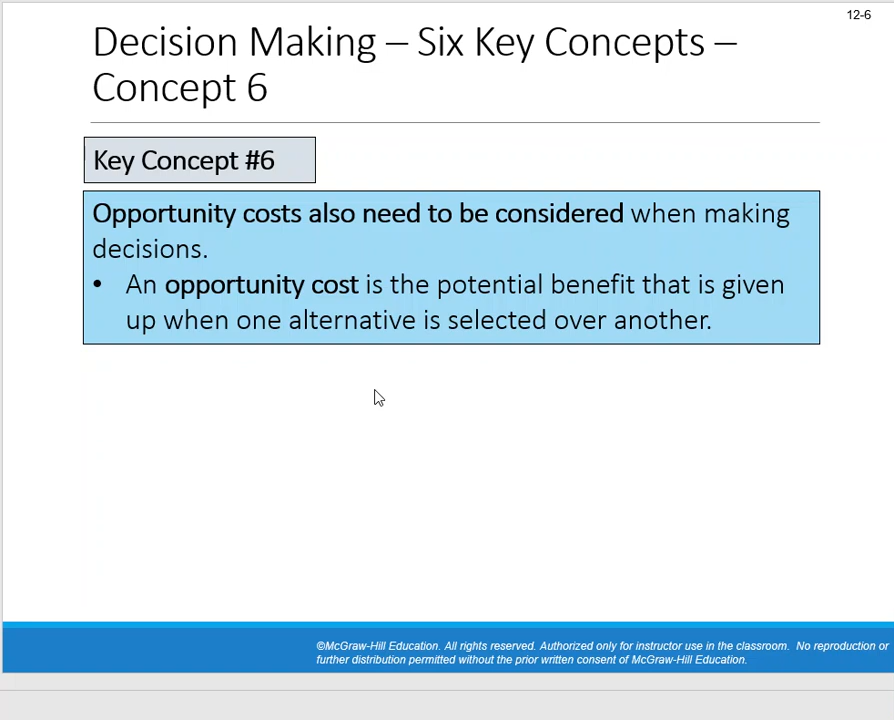 12-6
Decision Making – Six Key Concepts –
Concept 6
Key Concept #6
Opportunity costs also need to be considered when making
decisions.
• An opportunity cost is the potential benefit that is given
up when one alternative is selected over another.
©McGraw-Hill Education. All rights reserved. Authorized only for instructor use in the classroom.  No reproduction or
further distribution permitted without the prior written consent of McGraw-Hill Education.